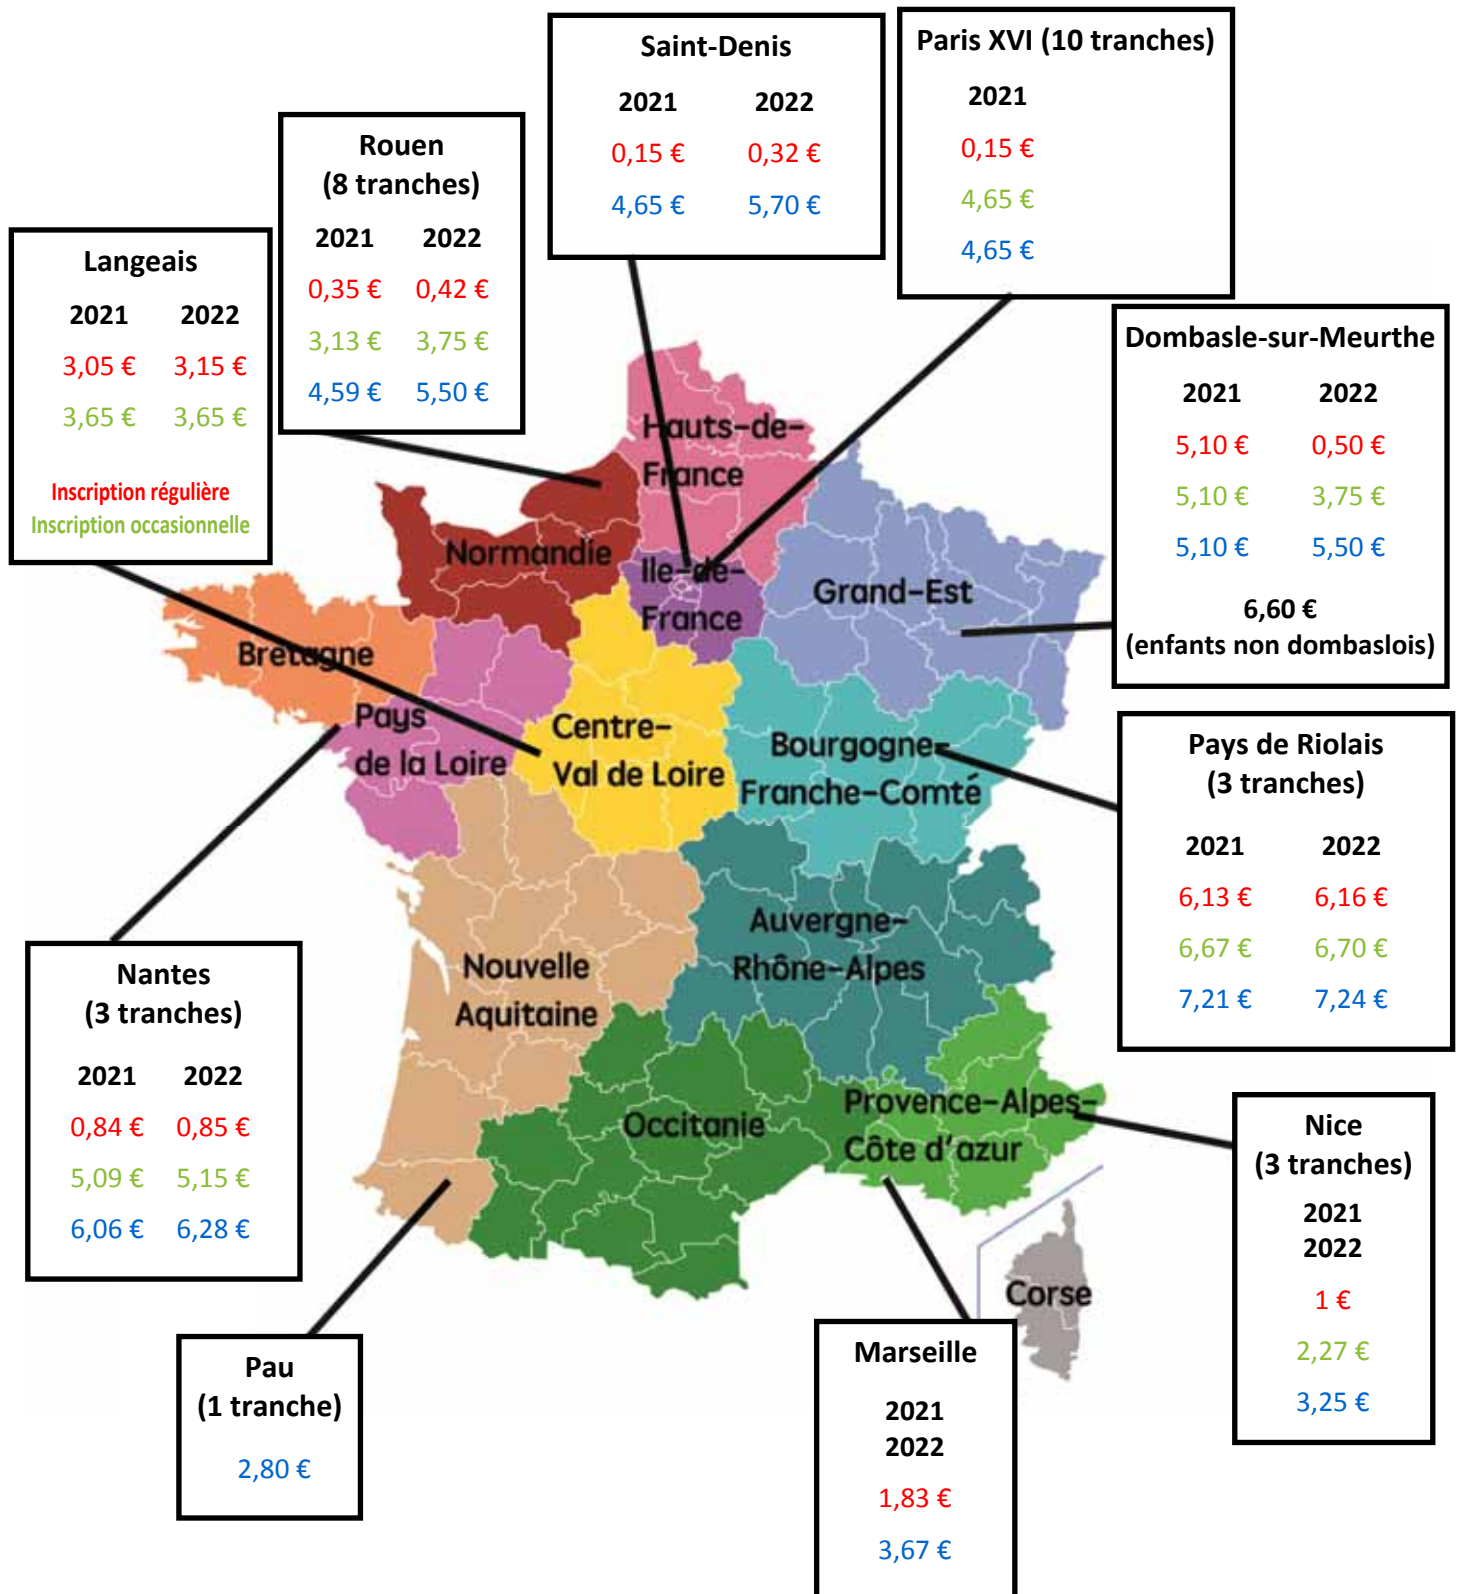 Saint-Denis
2021 2022
0,15 € 0,32 €
4,65 € 5,70 €
Paris XVI (10 tranches)
2021
0,15 €
4,65 €
4,65 €
Rouen
(8 tranches)
2021 2022
0,35 € 0,42 €
3,13 € 3,75 €
4,59 € 5,50 €
Langeais
2021 2022
3,05 € 3,15 €
3,65 € 3,65 €
Inscription régulière
Inscription occasionnelle
Dombasle-sur-Meurthe
2021 2022
5,10 € 0,50 €
5,10 € 3,75 €
5,10 € 5,50 €
6,60 €
(enfants non dombaslois)
Hauts-de-
France
Normandie
Ile-de-
France
Grand-Est
Bretagne
Pays
de la Loire
Centre-
Val de Loire
Bourgogne-
Franche-Comté
Pays de Riolais
(3 tranches)
2021 2022
6,13 € 6,16 €
6,67 € 6,70 €
7,21 € 7,24 €
Auvergne-
Rhône-Alpes
Nouvelle
Aquitaine
Nantes
(3 tranches)
2021 2022
0,84 € 0,85 €
5,09 € 5,15 €
6,06 € 6,28 €
Occitanie
Provence-Alpes-
Côte d'azur
Nice
(3 tranches)
2021
2022
1 €
2,27 €
3,25 €
Corse
Pau
(1 tranche)
2,80 €
Marseille
2021
2022
1,83 €
3,67 €